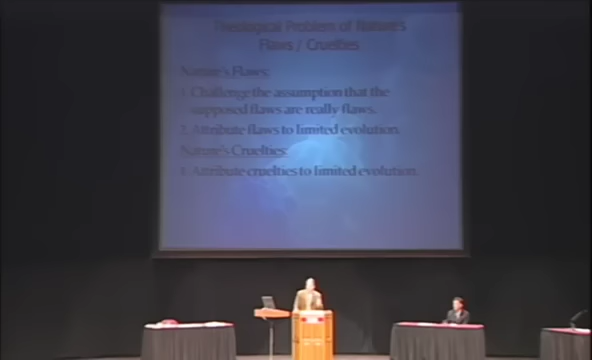 Theological Problem of Nature's
Flaws / Cruelties
Nature's Flaws:
1. Challenge the assumption that the
supposed flaws are really flaws.
2. Attribute flaws to limited evolution.
Nature's Cruelties:
1. Attribute cruelties to limited evolution.